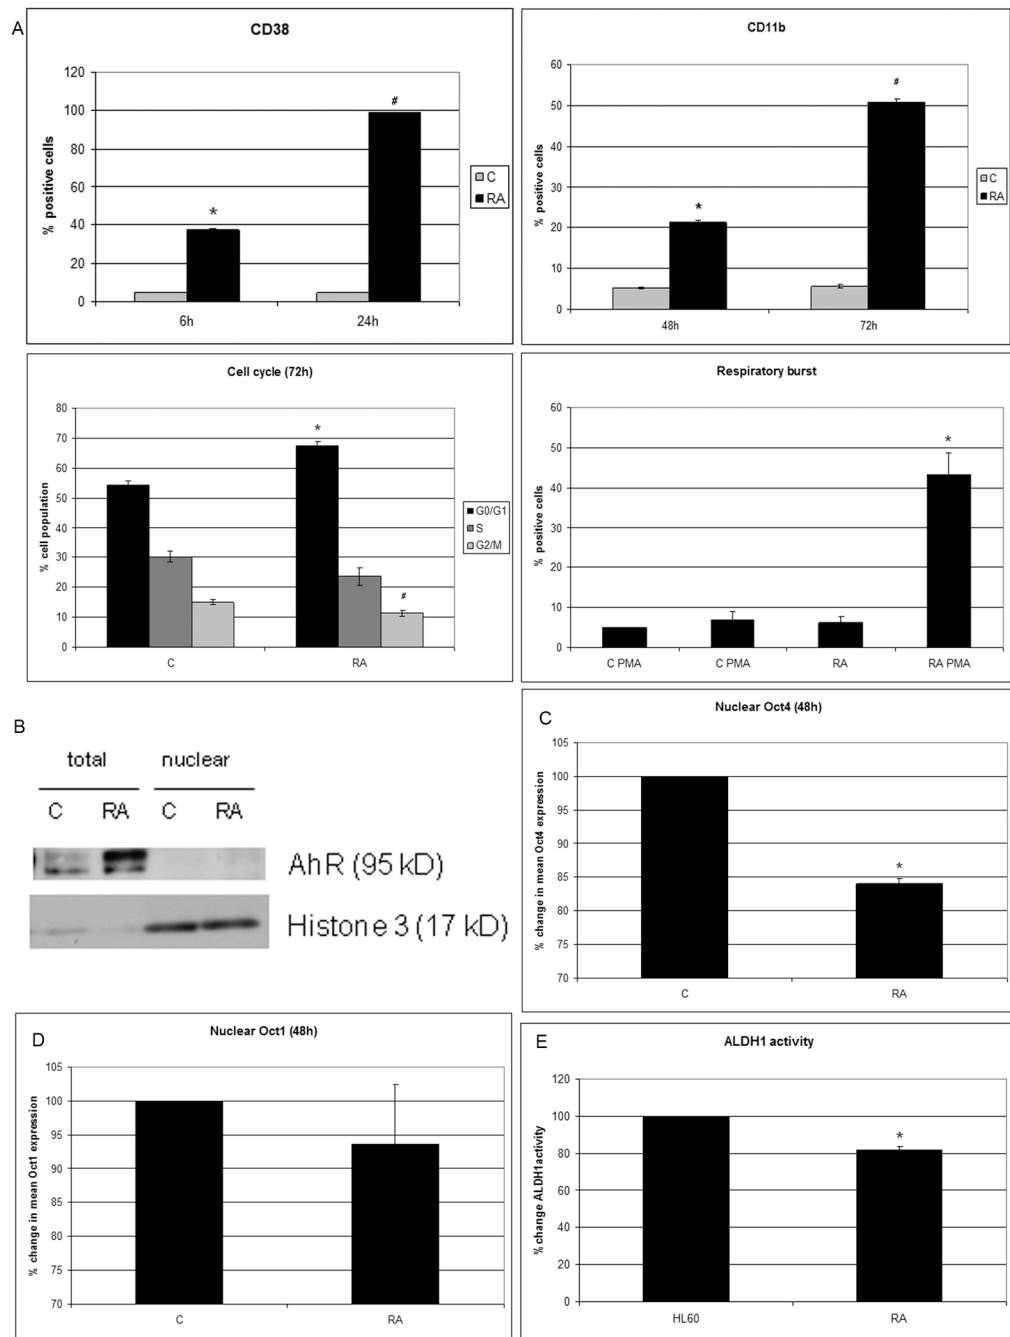 A
CD38
% positive cells
120
100
80
60
40
20
0
*
#
6h
24h
C
RA
CD11b
% positive cells
60
50
40
30
20
10
0
*
#
48h
72h
C
RA
Cell cycle (72h)
% cell population
80
70
60
50
40
30
20
10
0
*
#
C
RA
G0/G1
S
G2/M
Respiratory burst
% positive cells
60
50
40
30
20
10
0
*
C PMA
C PMA
RA
RA PMA
B
total nuclear
C RA C RA
AhR (95 kD)
Histone 3 (17 kD)
C
Nuclear Oct4 (48h)
% change in mean Oct4 expression
105
100
95
90
85
80
75
70
*
C
RA
D
Nuclear Oct1 (48h)
% change in mean Oct1 expression
105
100
95
90
85
80
75
70
C
RA
E
ALDH1 activity
% change ALDH1activity
120
100
80
60
40
20
0
*
HL60
RA